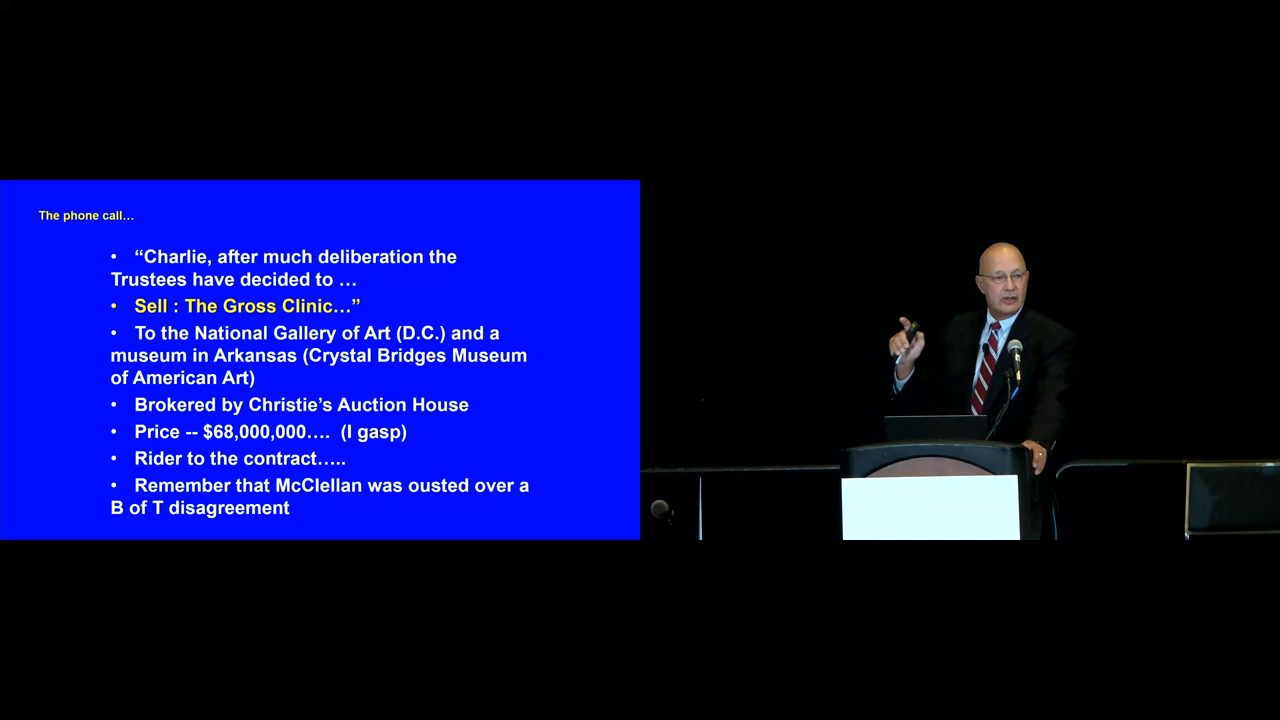 The phone call…
• “Charlie, after much deliberation the
Trustees have decided to …
• Sell : The Gross Clinic…”
• To the National Gallery of Art (D.C.) and a
museum in Arkansas (Crystal Bridges Museum
of American Art)
• Brokered by Christie’s Auction House
• Price -- $68,000,000…. (I gasp)
• Rider to the contract…..
• Remember that McClellan was ousted over a
B of T disagreement